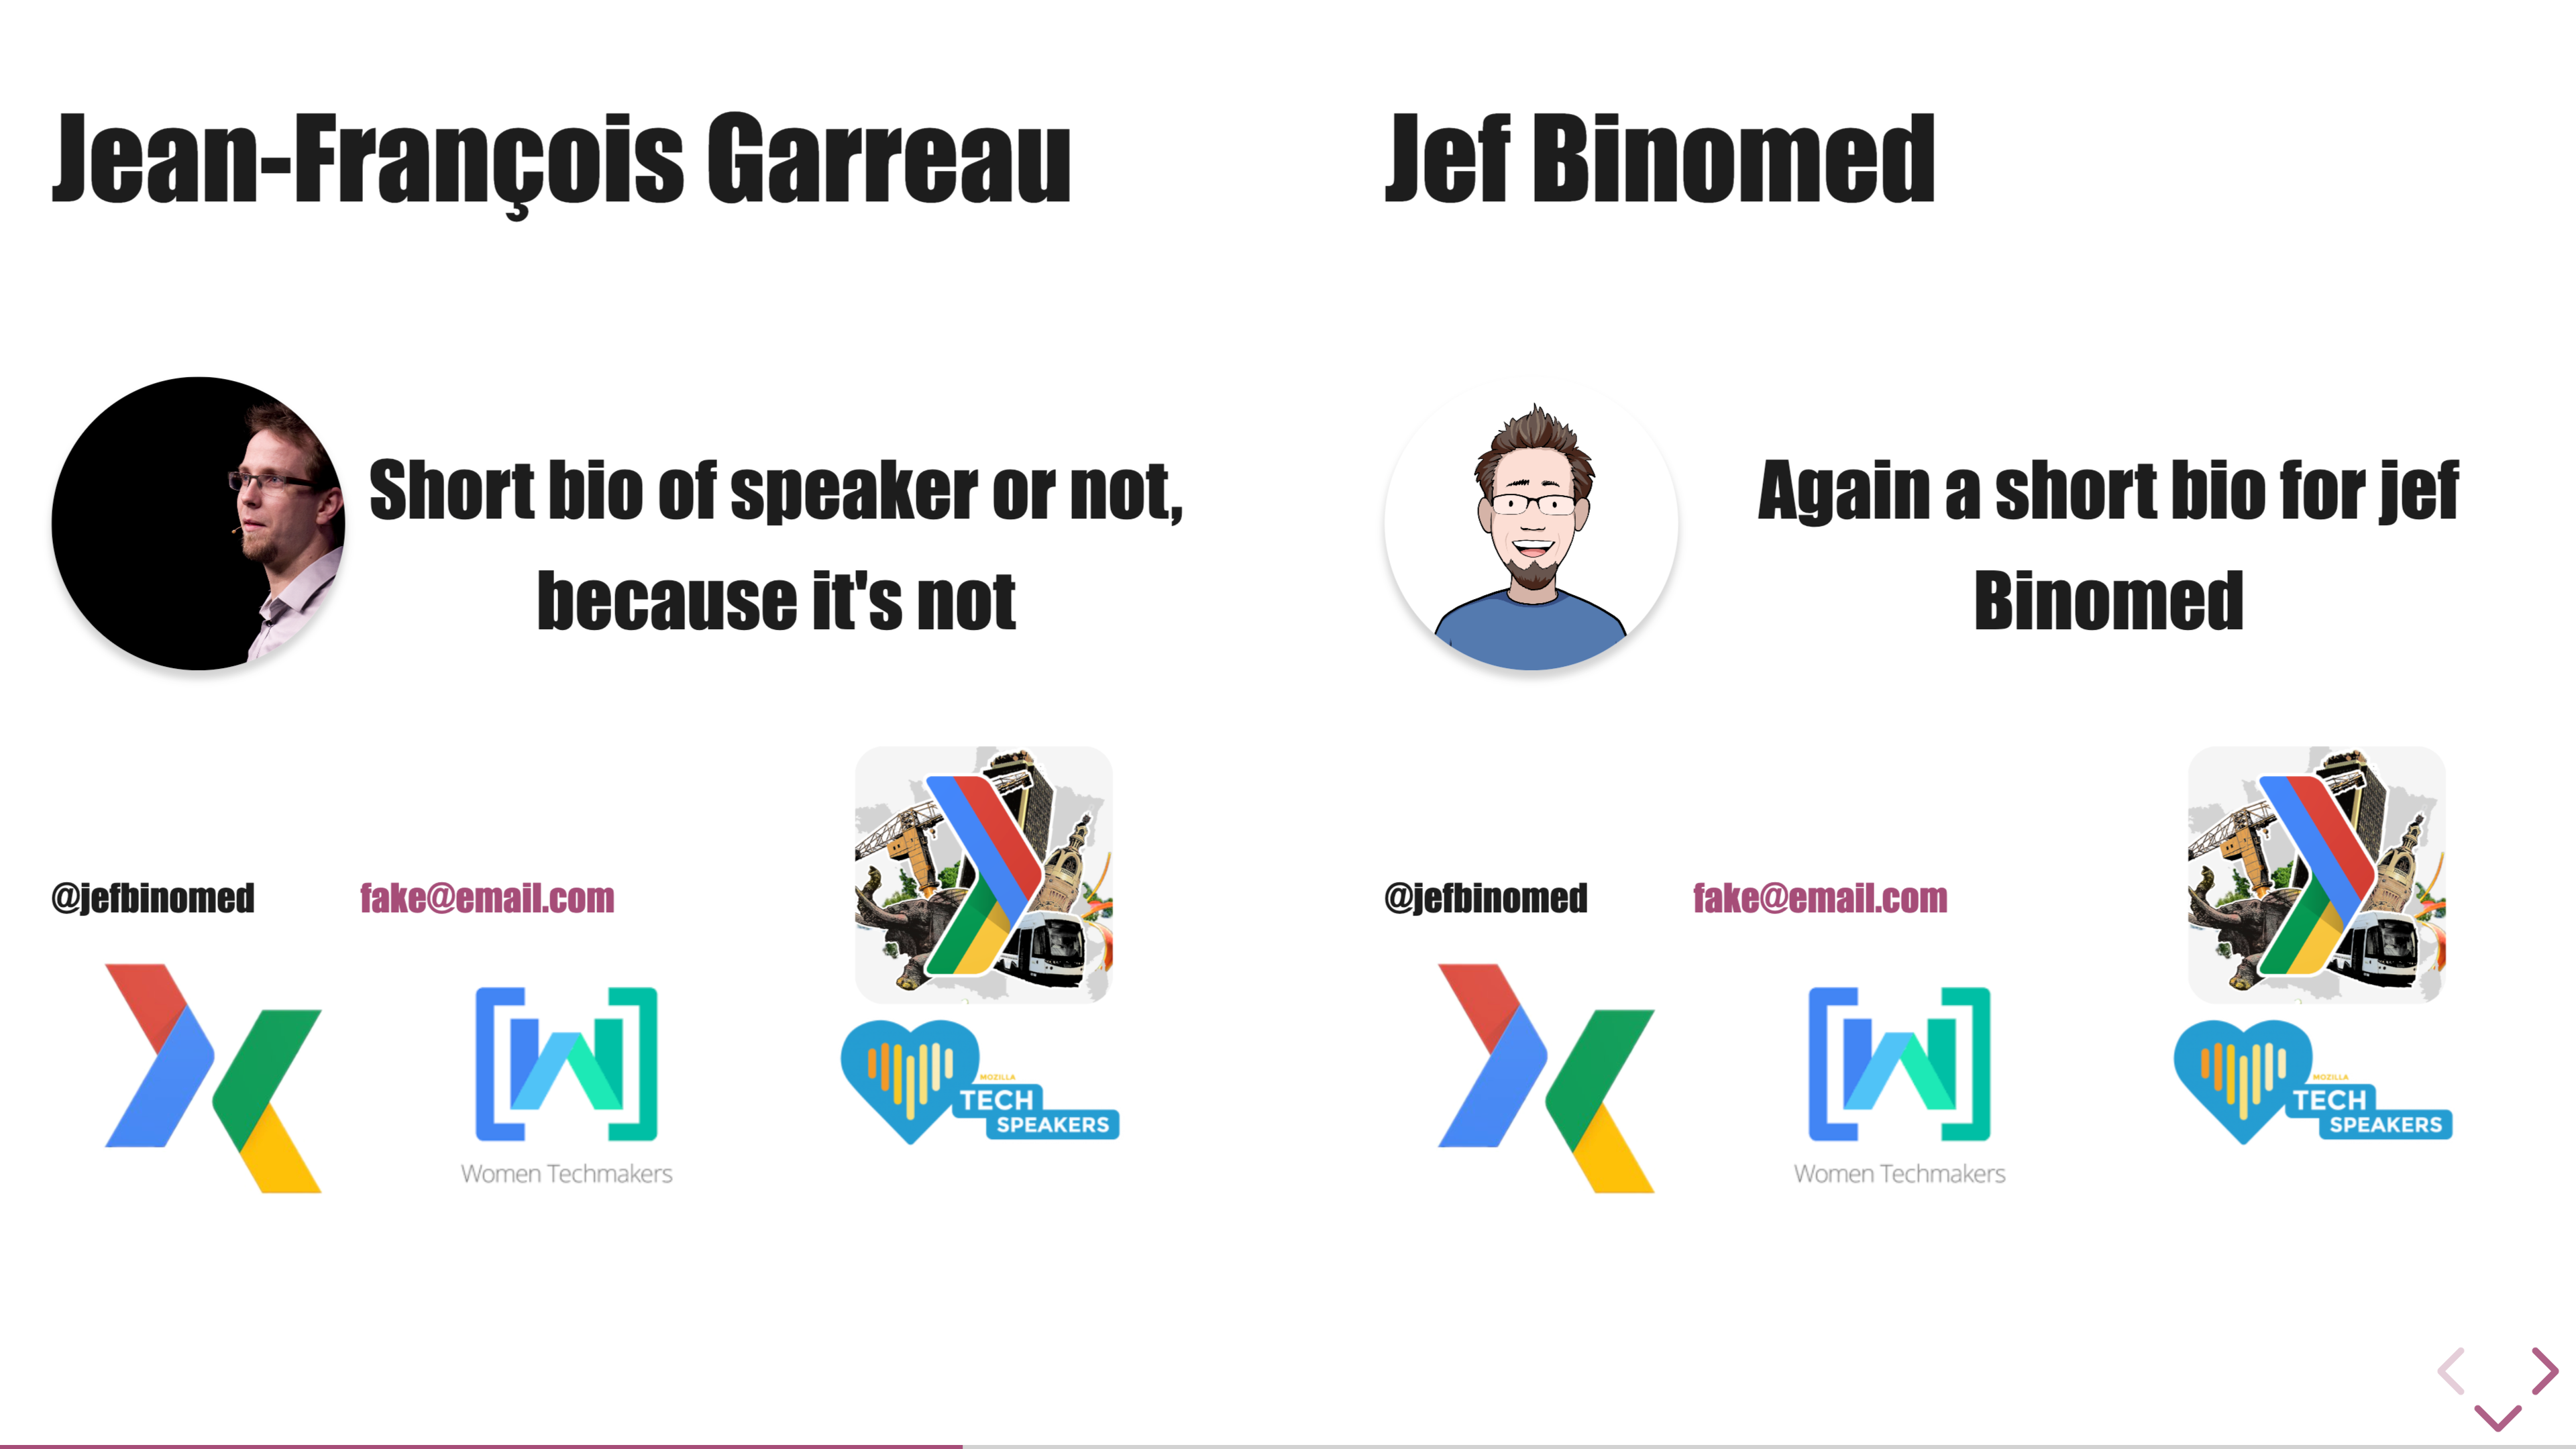 Jean-François Garreau
Short bio of speaker or not,
because it's not
@jefbinomed
fake@email.com
Women Techmakers
MOZILLA
TECH
SPEAKERS
Jef Binomed
Again a short bio for jef
Binomed
@jefbinomed
fake@email.com
Women Techmakers
MOZILLA
TECH
SPEAKERS